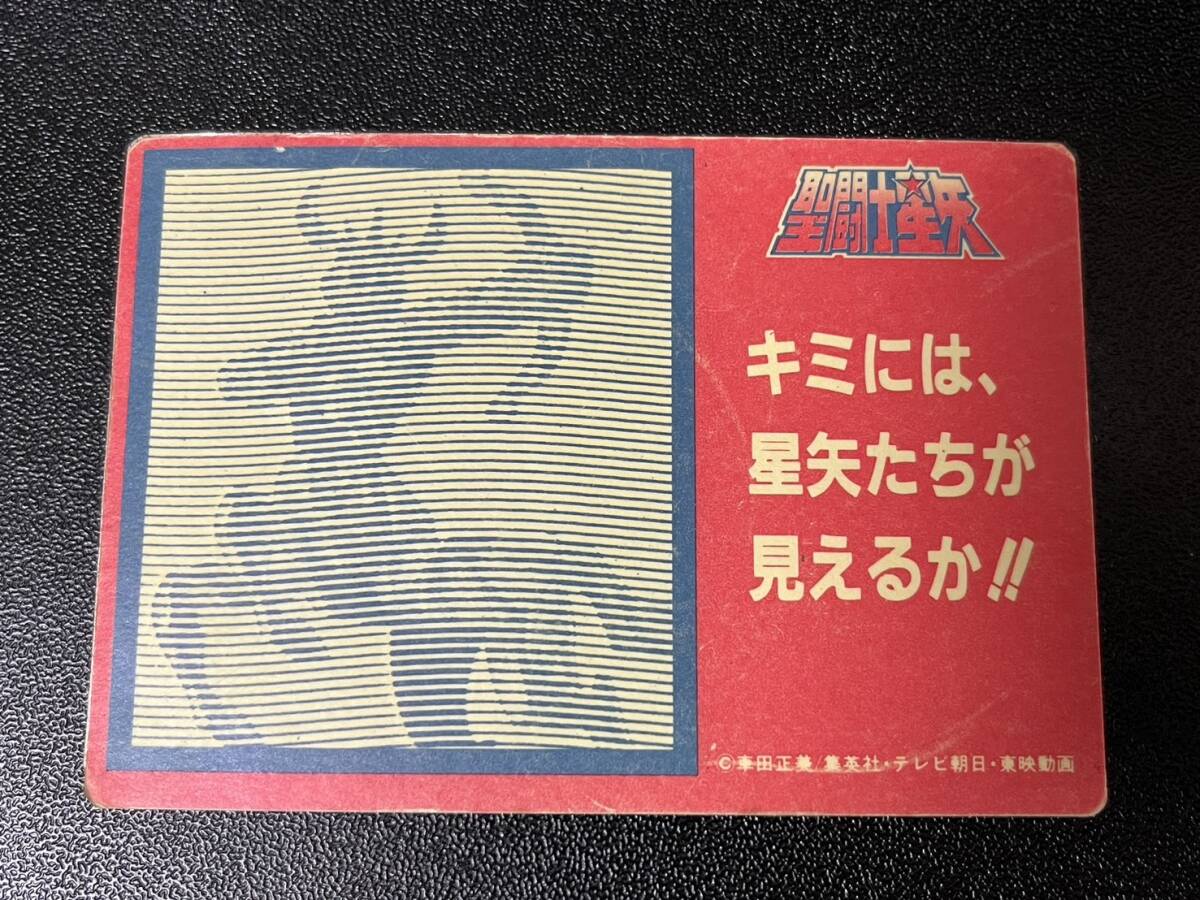 聖闘士星矢
キミには、
星矢たちが
見えるか!!
©車田正美/集英社・テレビ朝日・東映動画